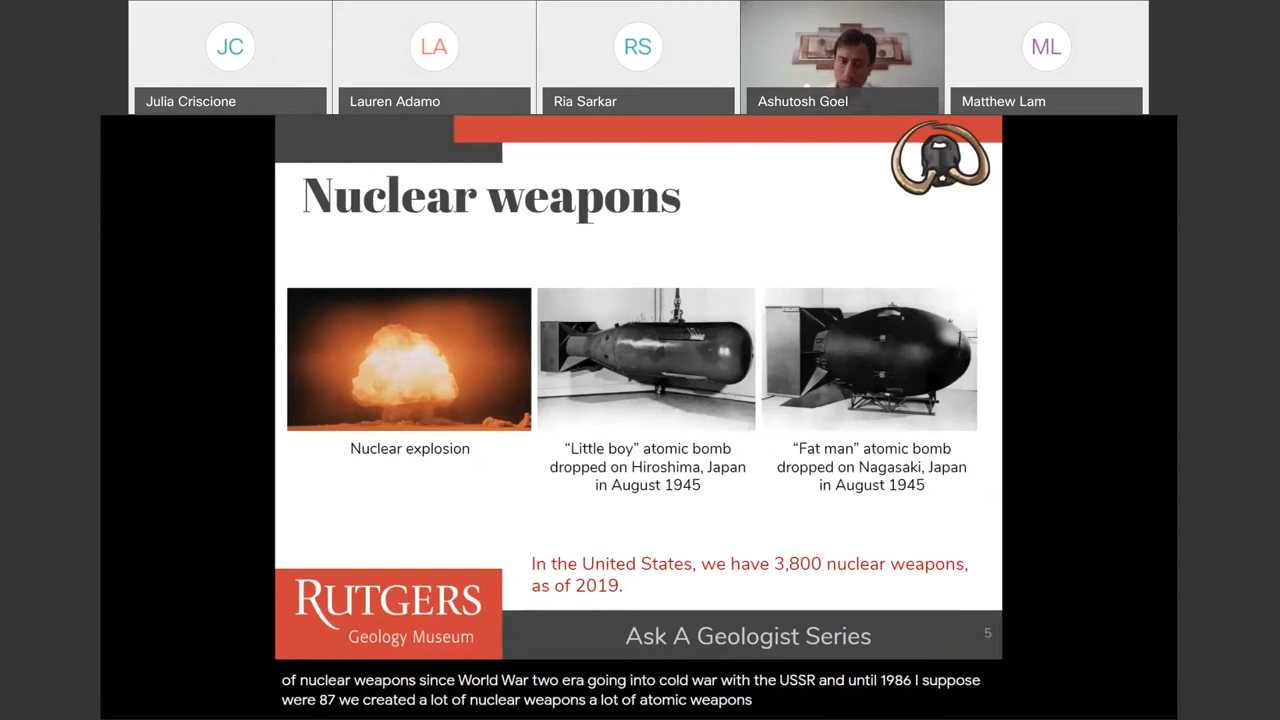 JC
LA
RS
ML
Julia Criscione
Lauren Adamo
Ria Sarkar
Ashutosh Goel
Matthew Lam
Nuclear weapons
Nuclear explosion
“Little boy” atomic bomb
dropped on Hiroshima, Japan
in August 1945
“Fat man” atomic bomb
dropped on Nagasaki, Japan
in August 1945
In the United States, we have 3,800 nuclear weapons,
as of 2019.
RUTGERS
Geology Museum
Ask A Geologist Series
5
of nuclear weapons since World War two era going into cold war with the USSR and until 1986 I suppose
were 87 we created a lot of nuclear weapons a lot of atomic weapons